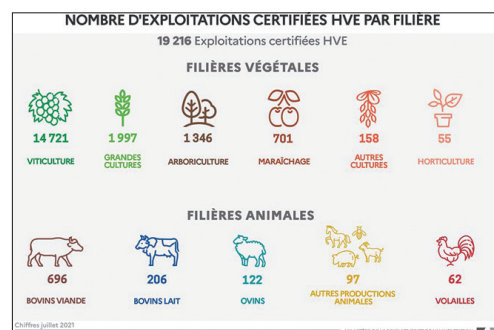 NOMBRE D'EXPLOITATIONS CERTIFIÉES HVE PAR FILIÈRE
19 216 Exploitations certifiées HVE
FILIÈRES VÉGÉTALES
14 721
1 997
1 346
701
158
55
VITICULTURE
GRANDES
CULTURES
ARBORICULTURE
MARAÎCHAGE
AUTRES
CULTURES
HORTICULTURE
FILIÈRES ANIMALES
696
206
122
97
62
BOVINS VIANDE
BOVINS LAIT
OVINS
AUTRES PRODUCTIONS
ANIMALES
VOLAILLES
Chiffres juillet 2021